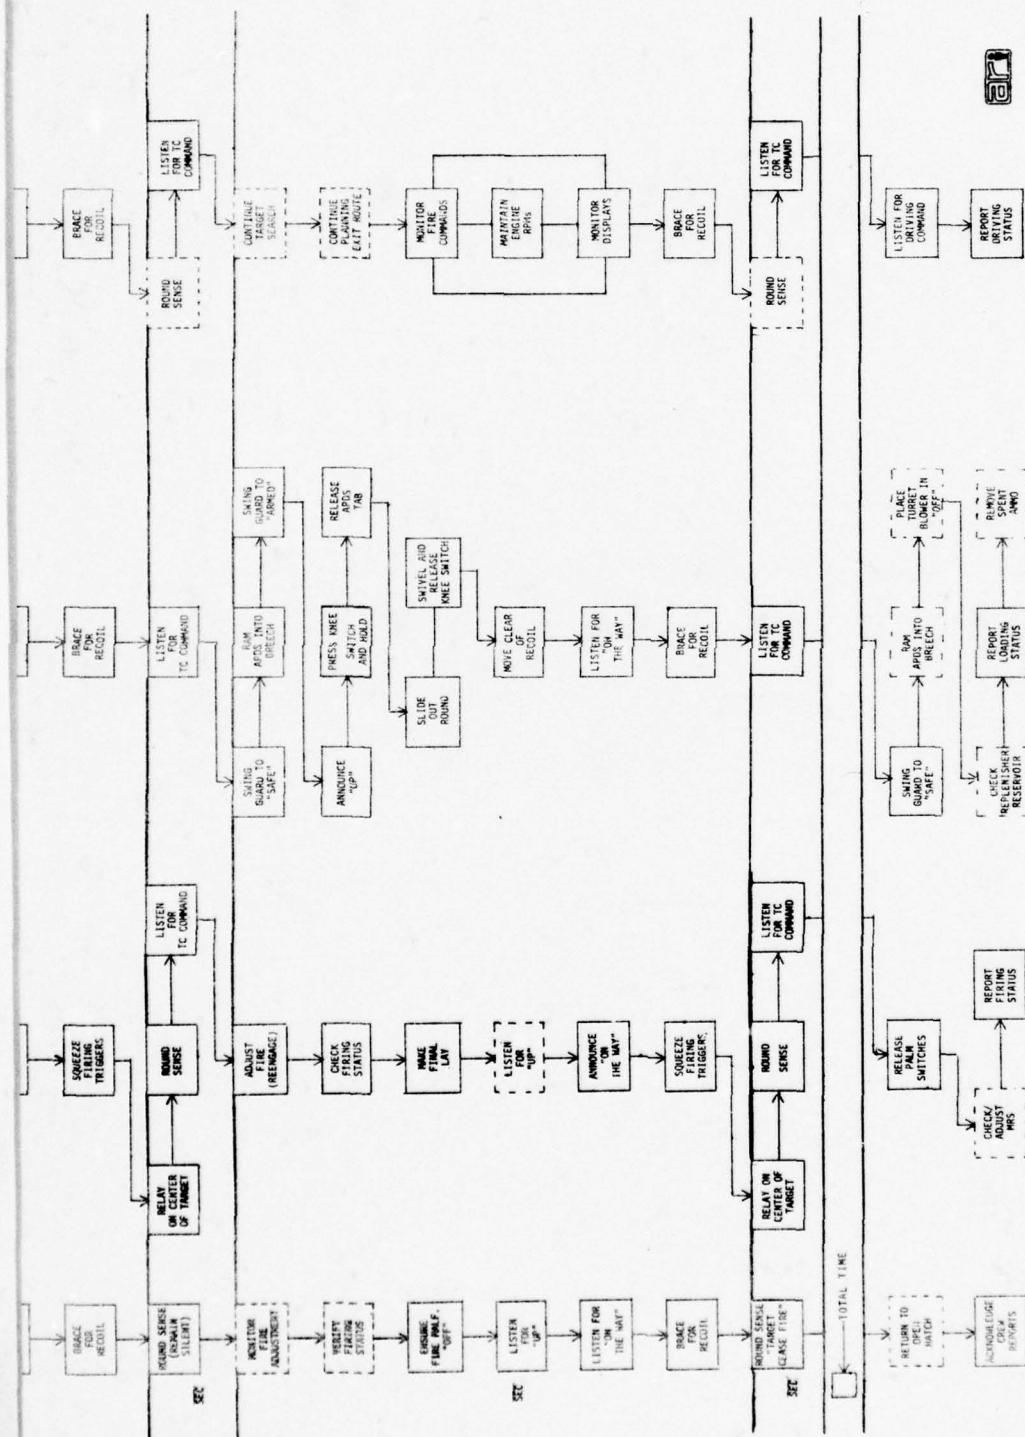 BRACE
FOR
RECOIL
SQUEEZE
FIRING
TRIGGERS
BRACE
FOR
RECOIL
BRACE
FOR
RECOIL
ROUND SENSE
(REMAIN
SILENT)
RELAY
ON CENTER
OF TARGET
ROUND
SENSE
LISTEN
FOR
TC COMMAND
LISTEN
FOR
TC COMMAND
ROUND
SENSE
LISTEN
FOR TC
COMMAND
SEC
MONITOR
FIRE
ADJUSTMENT
ADJUST
FIRE
(REENGAGE)
SWING
GUARD TO
"SAFE"
RAM
APDS INTO
BREECH
SWING
GUARD TO
"ARMED"
CONTINUE
TARGET
SEARCH
VERIFY
FIRING
STATUS
CHECK
FIRING
STATUS
ANNOUNCE
"UP"
PRESS KNEE
SWITCH
AND HOLD
RELEASE
APDS
TAB
CONTINUE
PLANNING
EXIT ROUTE
ENSURE
FIRE HALF.
"OFF"
MAKE
FINAL
LAY
SLIDE
OUT
ROUND
SWIVEL AND
RELEASE
KNEE SWITCH
MONITOR
FIRE
COMMANDS
LISTEN
FOR
"UP"
LISTEN
FOR
"UP"
MOVE CLEAR
OF
RECOIL
MAINTAIN
ENGINE
RPMs
SEC
LISTEN FOR
"ON
THE WAY"
ANNOUNCE
"ON
THE WAY"
LISTEN FOR
"ON
THE WAY"
MONITOR
DISPLAYS
BRACE
FOR
RECOIL
SQUEEZE
FIRING
TRIGGERS
BRACE
FOR
RECOIL
BRACE
FOR
RECOIL
ROUND SENSE
"TARGET
CEASE FIRE"
RELAY ON
CENTER OF
TARGET
ROUND
SENSE
LISTEN
FOR TC
COMMAND
LISTEN
FOR TC
COMMAND
ROUND
SENSE
LISTEN
FOR TC
COMMAND
SEC
TOTAL TIME
RETURN TO
OPEN
HATCH
RELEASE
PALM
SWITCHES
SWING
GUARD TO
"SAFE"
RAM
APDS INTO
BREECH
PLACE
TURRET
BLOWER IN
"OFF"
LISTEN FOR
DRIVING
COMMAND
ACKNOWLEDGE
CREW
REPORTS
CHECK/
ADJUST
MRS
REPORT
FIRING
STATUS
CHECK
REPLENISHER
RESERVOIR
REPORT
LOADING
STATUS
REMOVE
SPENT
AMMO
REPORT
DRIVING
STATUS
ari